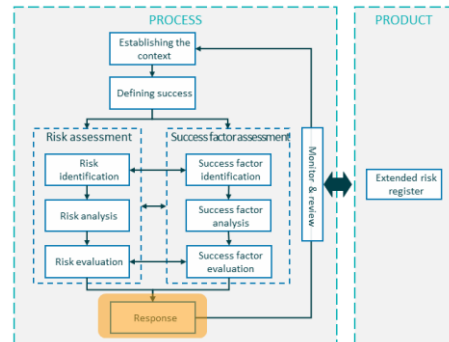 PROCESS
PRODUCT
Establishing the
context
Defining success
Risk assessment
Success factor assessment
Risk
identification
Success factor
identification
Risk analysis
Success factor
analysis
Risk evaluation
Success factor
evaluation
Response
Monitor & review
Extended risk
register